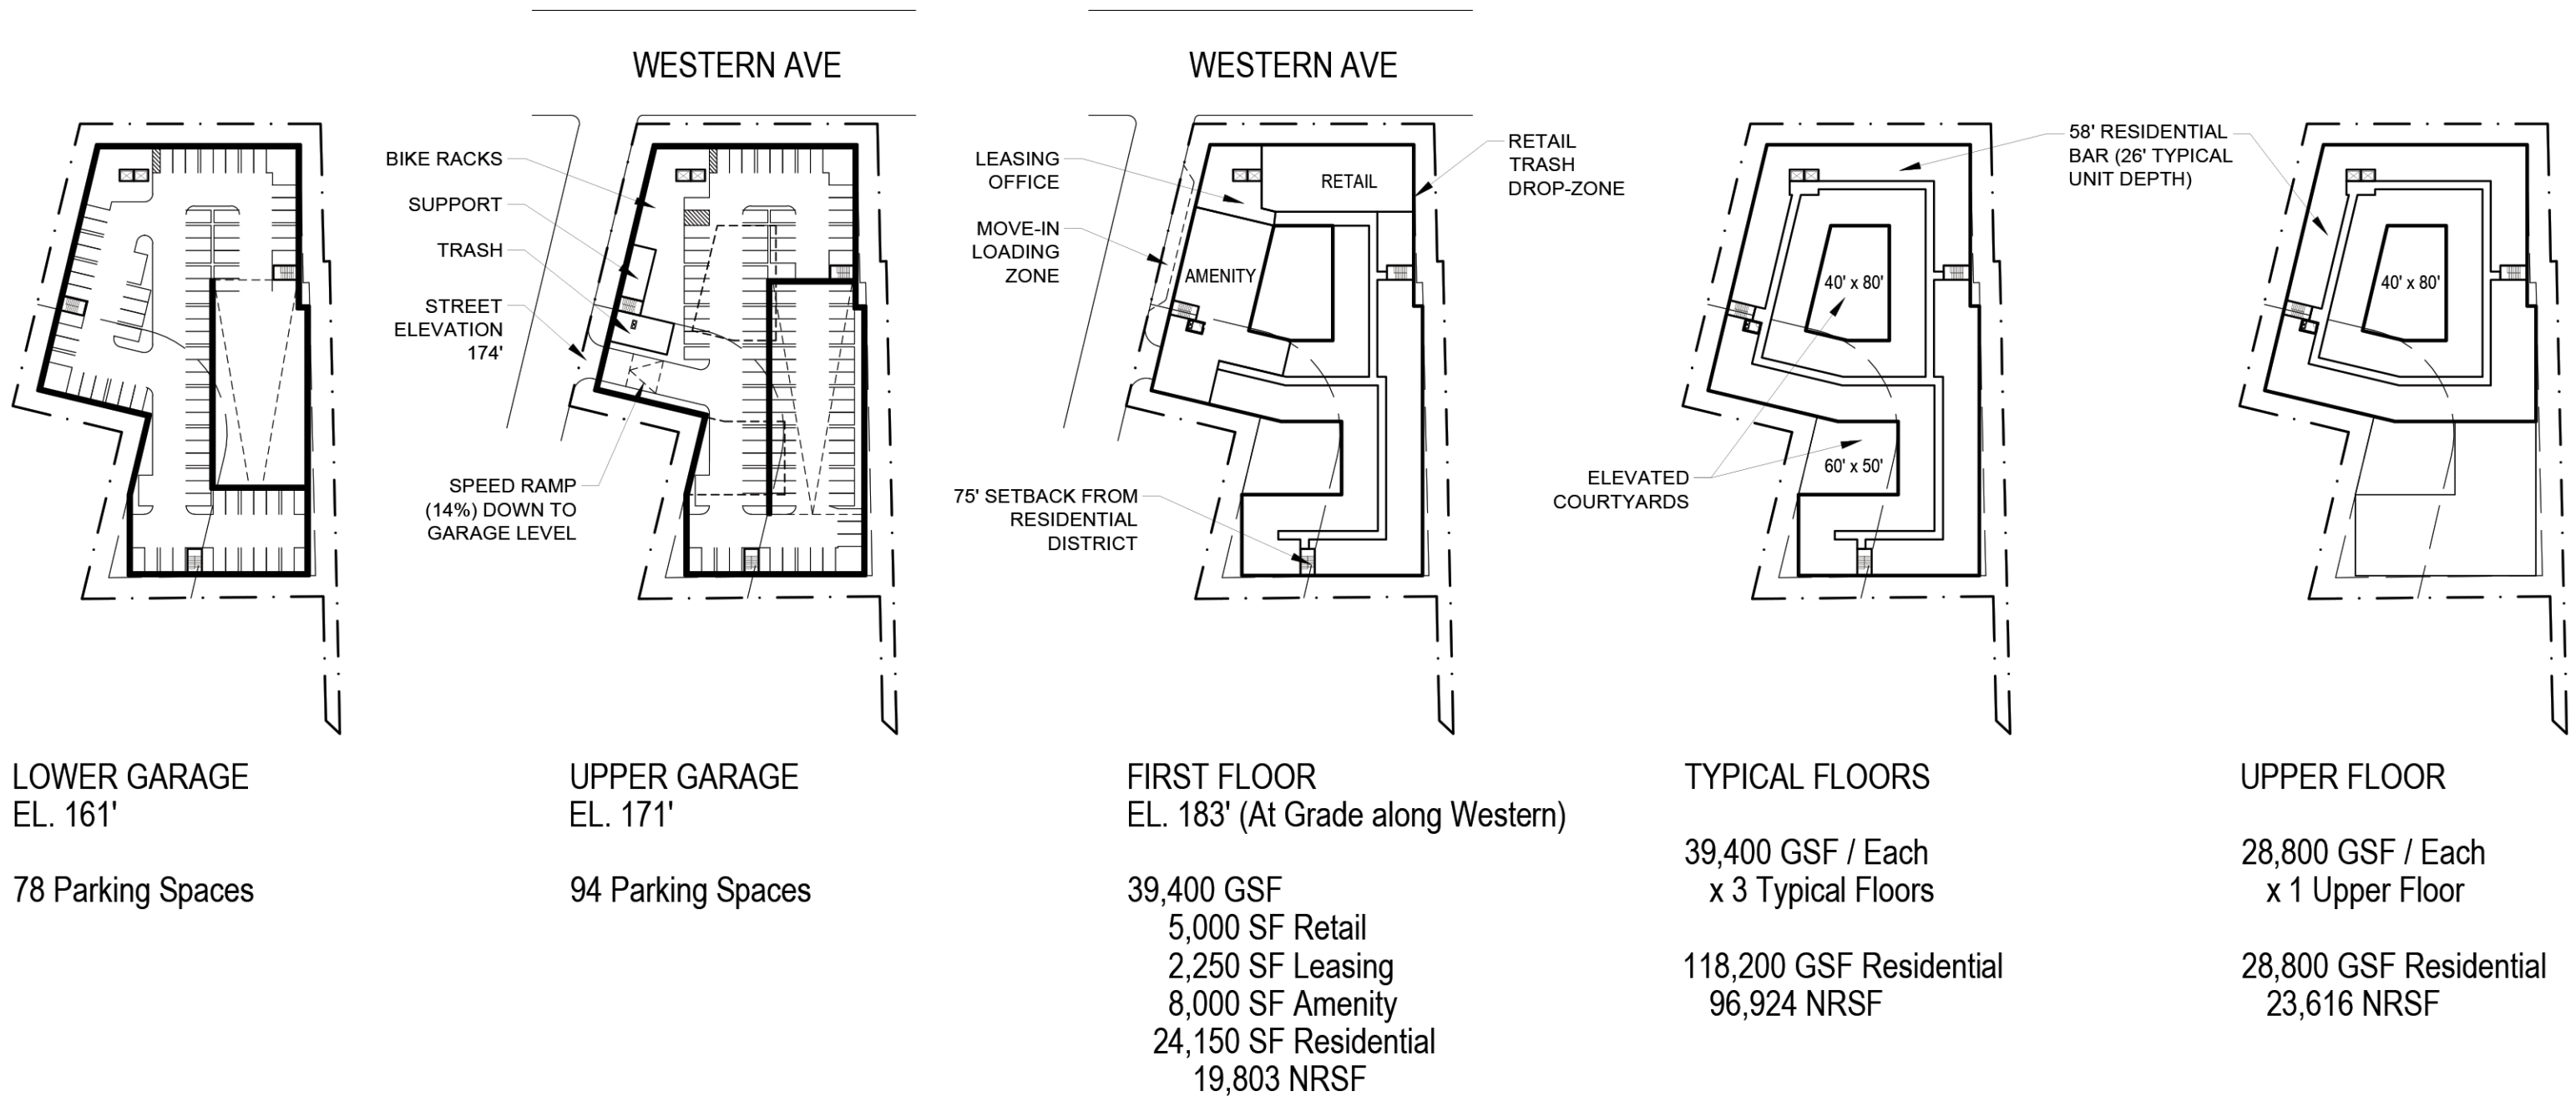 WESTERN AVE
WESTERN AVE
BIKE RACKS
SUPPORT
TRASH
STREET
ELEVATION
174'
SPEED RAMP
(14%) DOWN TO
GARAGE LEVEL
LEASING
OFFICE
MOVE-IN
LOADING
ZONE
RETAIL
AMENITY
RETAIL
TRASH
DROP-ZONE
75' SETBACK FROM
RESIDENTIAL
DISTRICT
40' x 80'
60' x 50'
ELEVATED
COURTYARDS
58' RESIDENTIAL
BAR (26' TYPICAL
UNIT DEPTH)
40' x 80'
LOWER GARAGE
EL. 161'
78 Parking Spaces
UPPER GARAGE
EL. 171'
94 Parking Spaces
FIRST FLOOR
EL. 183' (At Grade along Western)
39,400 GSF
5,000 SF Retail
2,250 SF Leasing
8,000 SF Amenity
24,150 SF Residential
19,803 NRSF
TYPICAL FLOORS
39,400 GSF / Each
x 3 Typical Floors
118,200 GSF Residential
96,924 NRSF
UPPER FLOOR
28,800 GSF / Each
x 1 Upper Floor
28,800 GSF Residential
23,616 NRSF